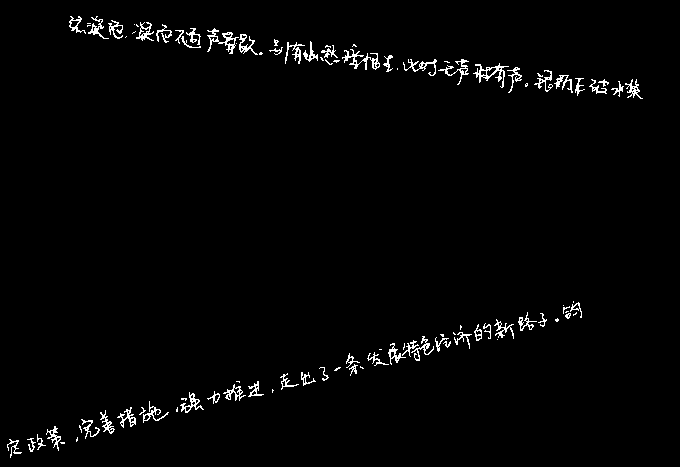 弦凝绝,凝绝不通声暂歇。别有幽愁暗恨生,此时无声胜有声。银瓶乍破水浆
定政策,完善措施,强力推进,走出了一条发展特色经济的新路子。钧